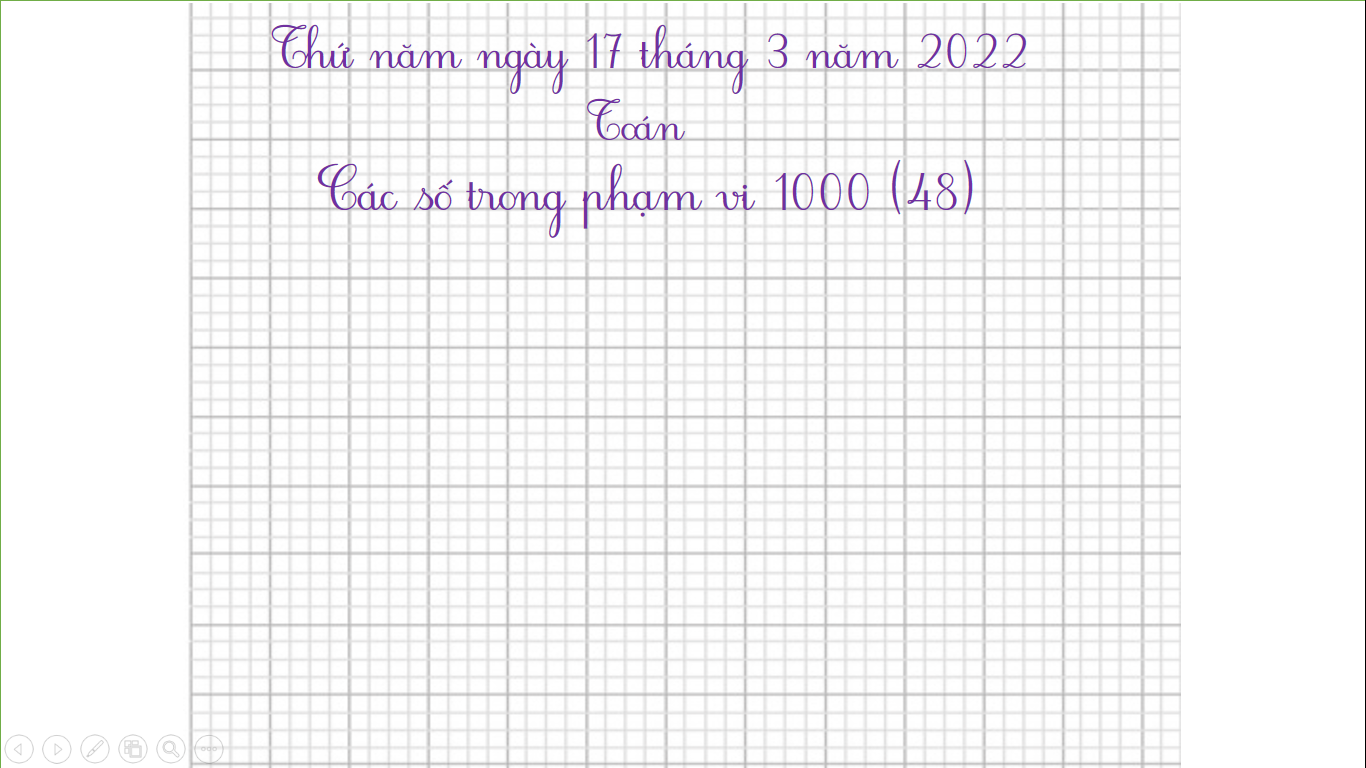 Thứ năm ngày 17 tháng 3 năm 2022
Toán
Các số trong phạm vi 1000 (48)